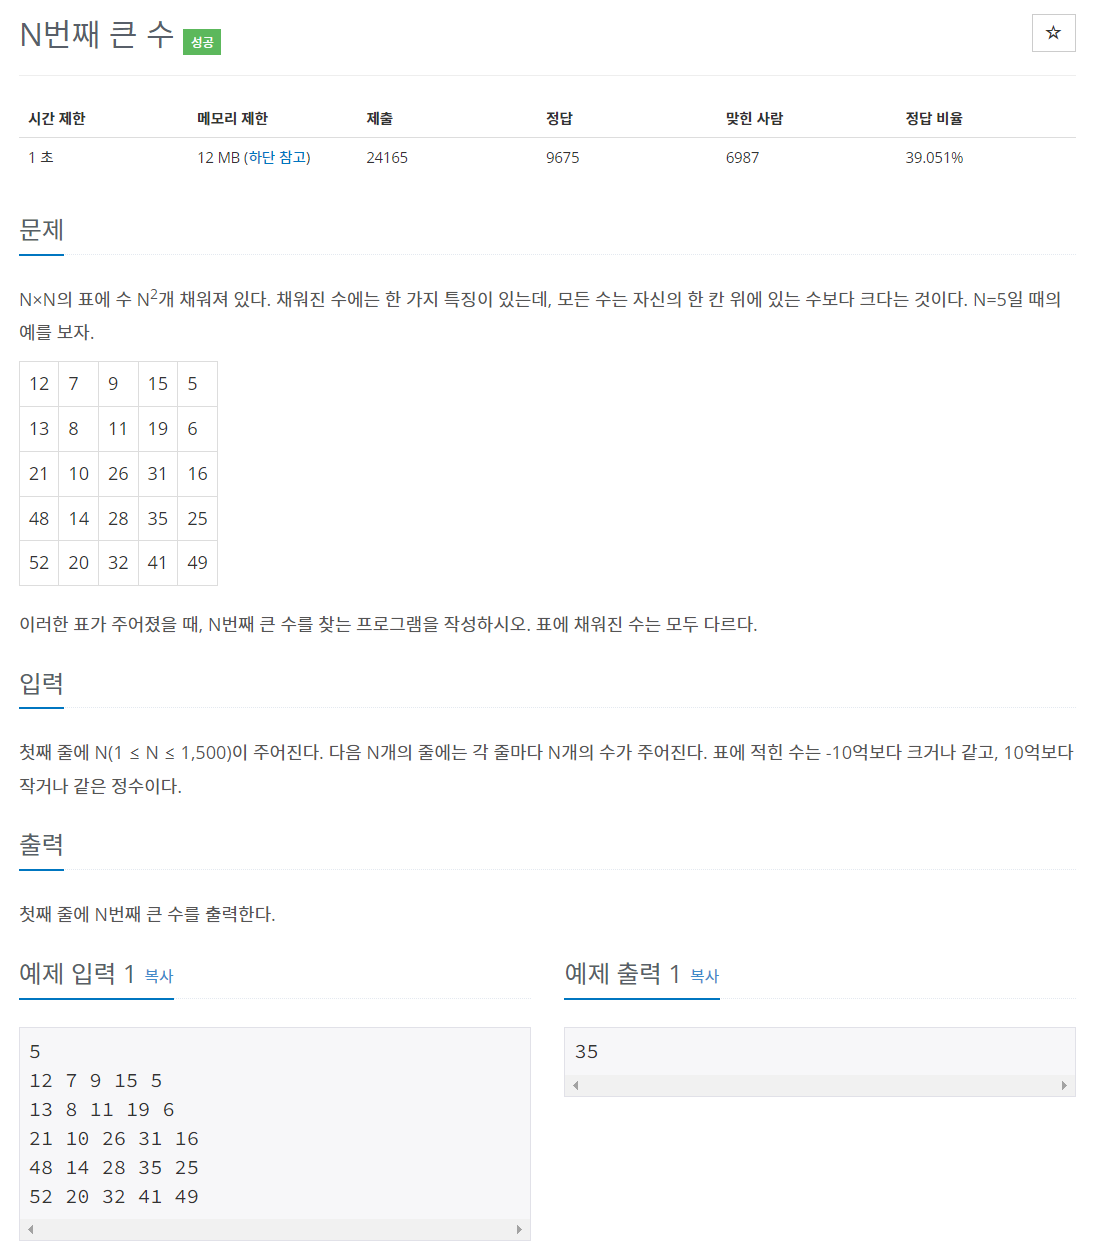 N번째 큰 수 성공
☆
시간 제한 메모리 제한 제출 정답 맞힌 사람 정답 비율
1 초 12 MB (하단 참고) 24165 9675 6987 39.051%
문제
N×N의 표에 수 N²개 채워져 있다. 채워진 수에는 한 가지 특징이 있는데, 모든 수는 자신의 한 칸 위에 있는 수보다 크다는 것이다. N=5일 때의
예를 보자.
12 7 9 15 5
13 8 11 19 6
21 10 26 31 16
48 14 28 35 25
52 20 32 41 49
이러한 표가 주어졌을 때, N번째 큰 수를 찾는 프로그램을 작성하시오. 표에 채워진 수는 모두 다르다.
입력
첫째 줄에 N(1 ≤ N ≤ 1,500)이 주어진다. 다음 N개의 줄에는 각 줄마다 N개의 수가 주어진다. 표에 적힌 수는 -10억보다 크거나 같고, 10억보다
작거나 같은 정수이다.
출력
첫째 줄에 N번째 큰 수를 출력한다.
예제 입력 1 복사
5
12 7 9 15 5
13 8 11 19 6
21 10 26 31 16
48 14 28 35 25
52 20 32 41 49
예제 출력 1 복사
35